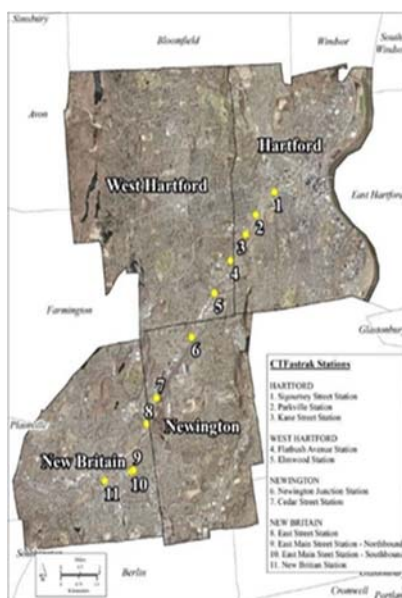 Simsbury
Bloomfield
Windsor
South Windsor
Avon
Hartford
West Hartford
East Hartford
1
2
3
4
5
6
7
8
9
10
11
Farmington
Glastonbury
Newington
New Britain
Plainville
Berlin
Cromwell
CTFastrak Stations
HARTFORD
1. Sigourney Street Station
2. Parkville Station
3. Kane Street Station
WEST HARTFORD
4. Flatbush Avenue Station
5. Elmwood Station
NEWINGTON
6. Newington Junction Station
7. Cedar Street Station
NEW BRITAIN
8. East Street Station
9. East Main Street Station - Northbound
10. East Main Street Station - Southbound
11. New Britain Station